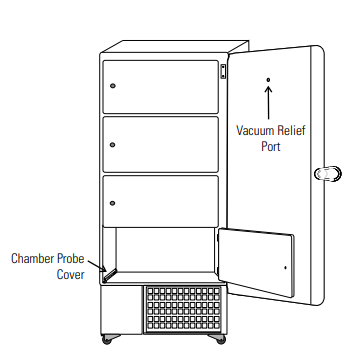 Vacuum Relief
Port
Chamber Probe
Cover